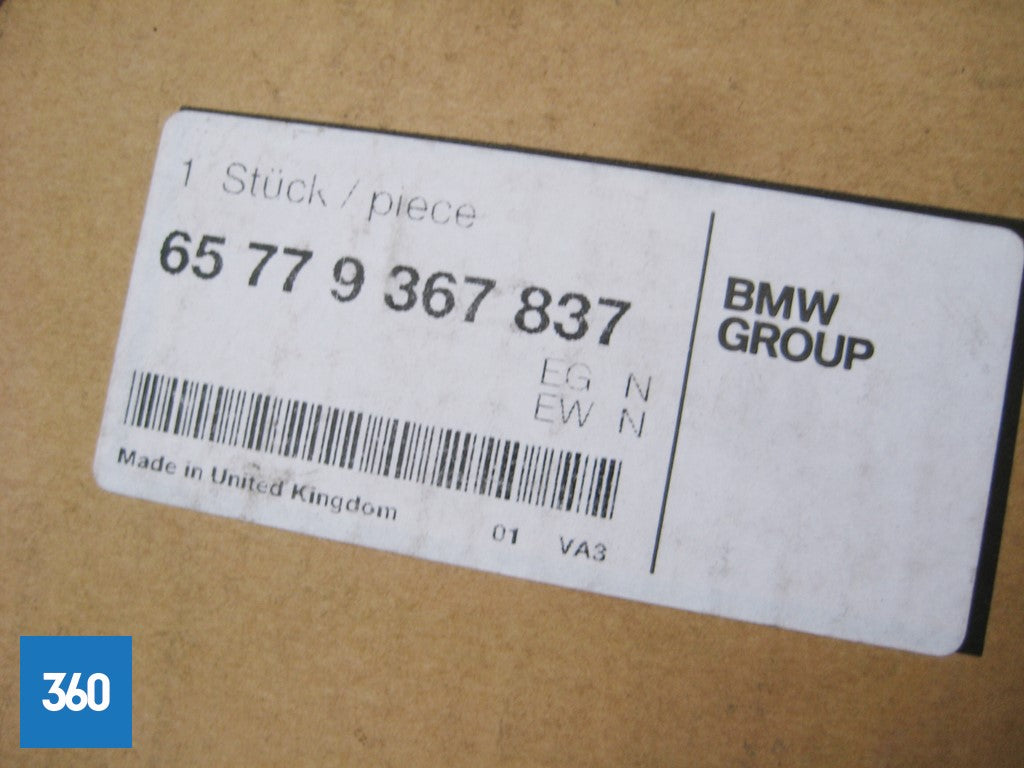 1 Stück / piece
65 77 9 367 837
EG N
EW N
Made in United Kingdom
01 VA3
BMW
GROUP
360